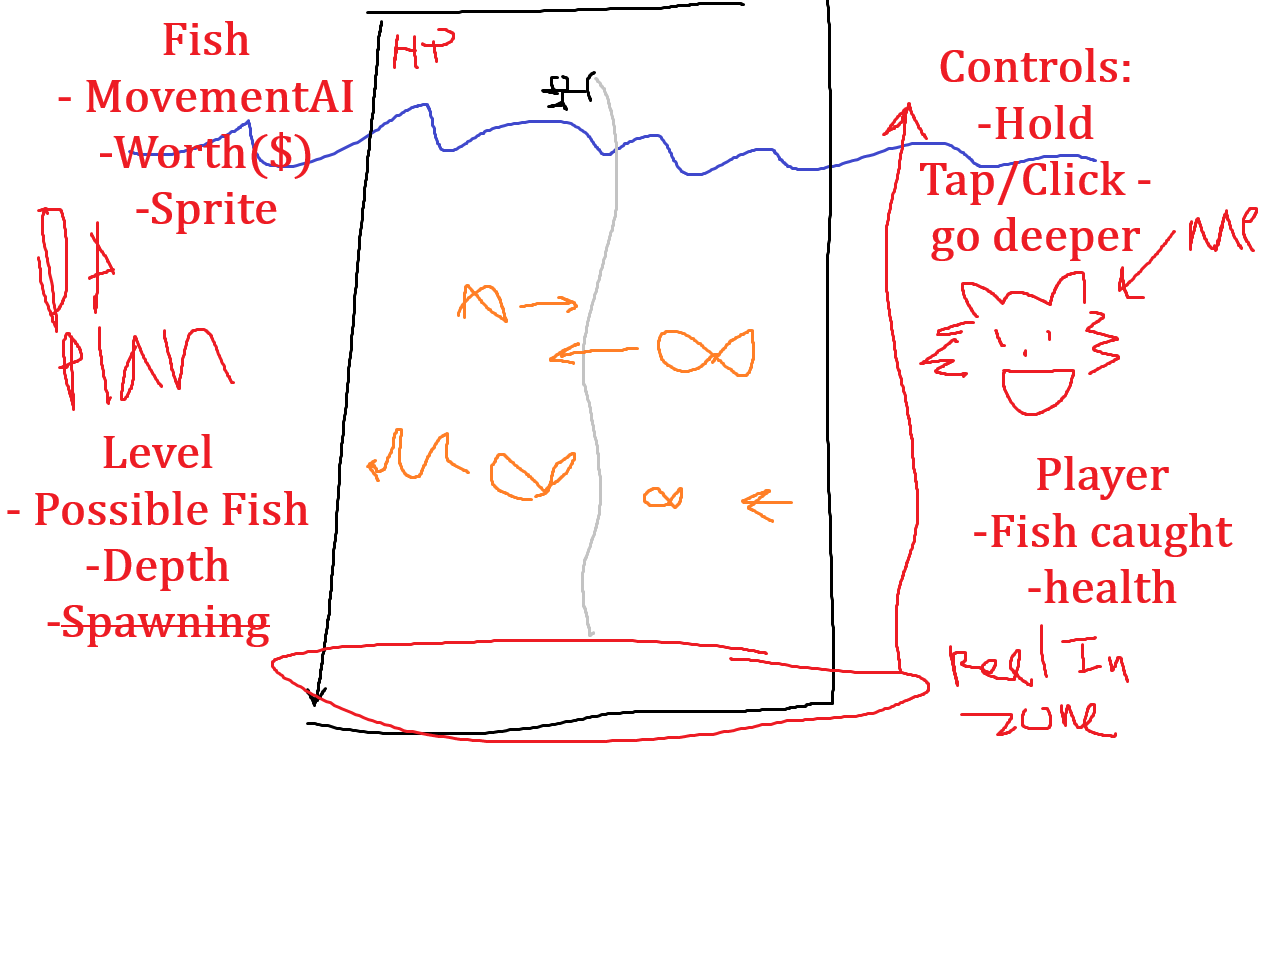 Fish
- MovementAI
-Worth($)
-Sprite
HP
Controls:
-Hold
Tap/Click -
go deeper
ME
PLAN
Level
- Possible Fish
-Depth
-Spawning
Player
-Fish caught
-health
Reel In
zone